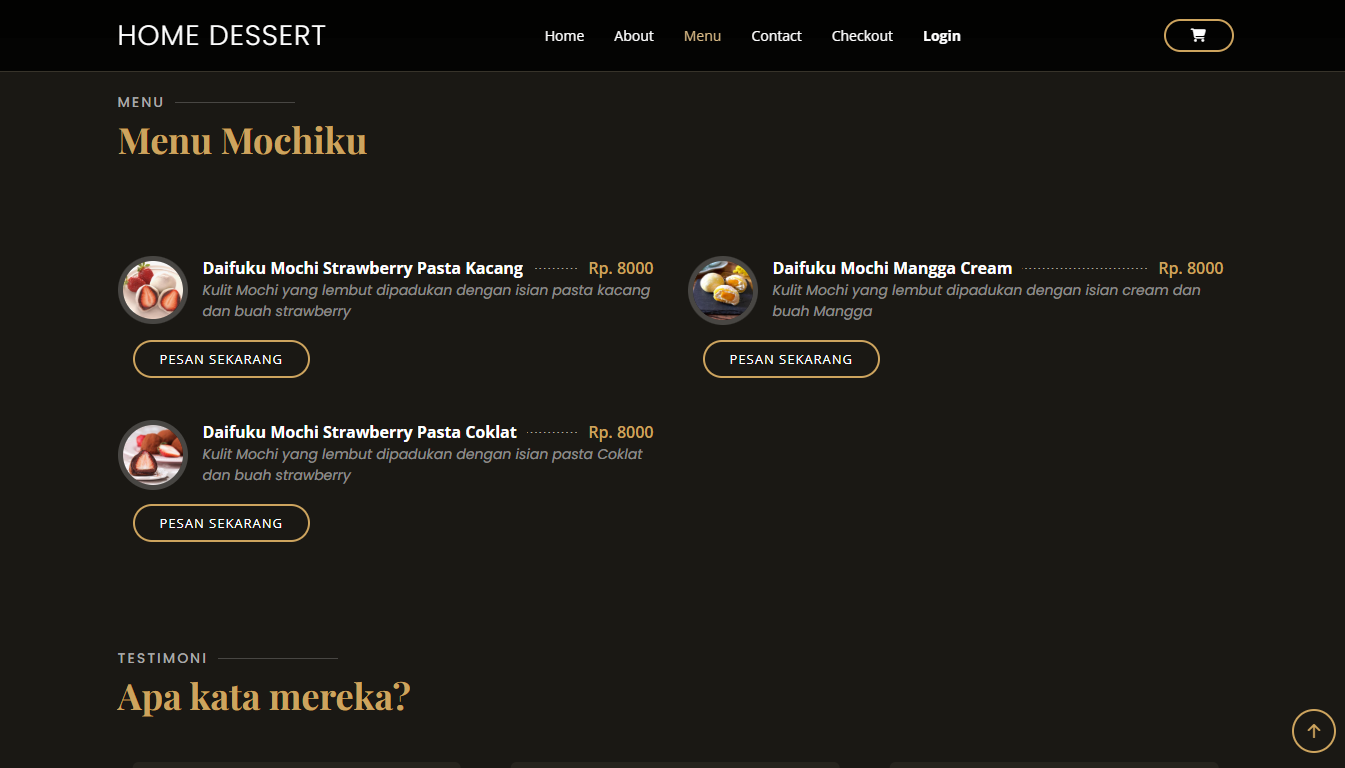 HOME DESSERT
Home About Menu Contact Checkout Login
MENU
Menu Mochiku
Daifuku Mochi Strawberry Pasta Kacang Rp. 8000
Kulit Mochi yang lembut dipadukan dengan isian pasta kacang
dan buah strawberry
PESAN SEKARANG
Daifuku Mochi Mangga Cream Rp. 8000
Kulit Mochi yang lembut dipadukan dengan isian cream dan
buah Mangga
PESAN SEKARANG
Daifuku Mochi Strawberry Pasta Coklat Rp. 8000
Kulit Mochi yang lembut dipadukan dengan isian pasta Coklat
dan buah strawberry
PESAN SEKARANG
TESTIMONI
Apa kata mereka?